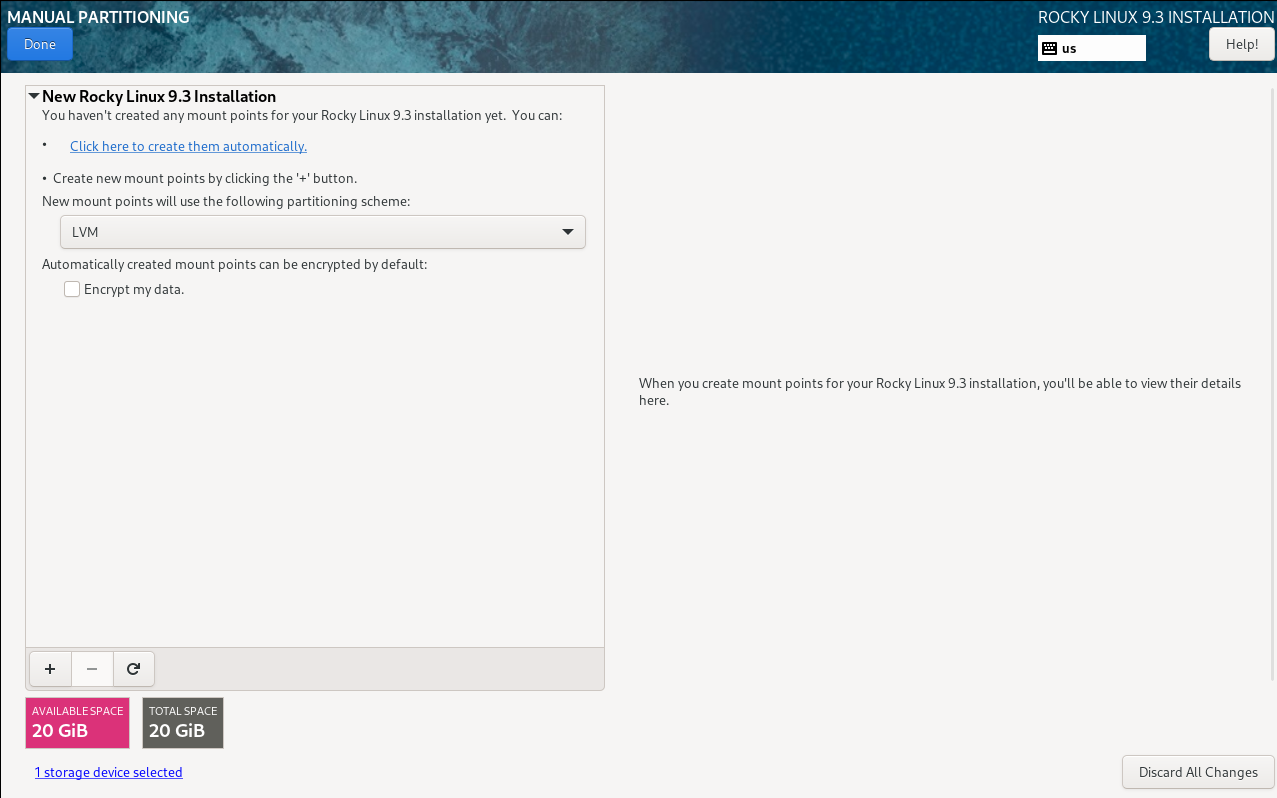 MANUAL PARTITIONING
ROCKY LINUX 9.3 INSTALLATION
Done
us
Help!
New Rocky Linux 9.3 Installation
You haven't created any mount points for your Rocky Linux 9.3 installation yet.  You can:
• Click here to create them automatically.
• Create new mount points by clicking the '+' button.
New mount points will use the following partitioning scheme:
LVM
Automatically created mount points can be encrypted by default:
Encrypt my data.
When you create mount points for your Rocky Linux 9.3 installation, you'll be able to view their details
here.
AVAILABLE SPACE
20 GiB
TOTAL SPACE
20 GiB
1 storage device selected
Discard All Changes